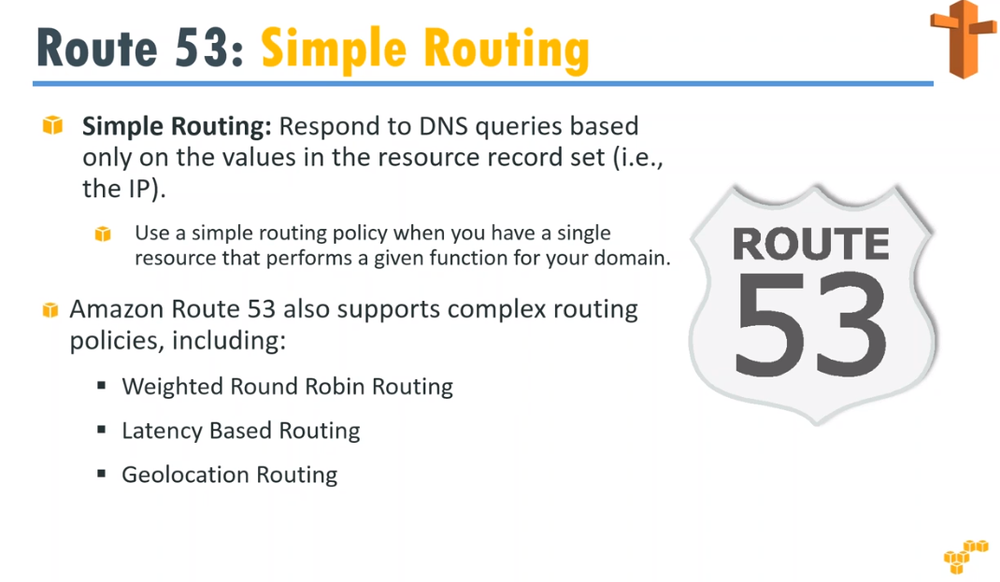 Route 53: Simple Routing
Simple Routing: Respond to DNS queries based
only on the values in the resource record set (i.e.,
the IP).
Use a simple routing policy when you have a single
resource that performs a given function for your domain.
Amazon Route 53 also supports complex routing
policies, including:
Weighted Round Robin Routing
Latency Based Routing
Geolocation Routing
ROUTE
53